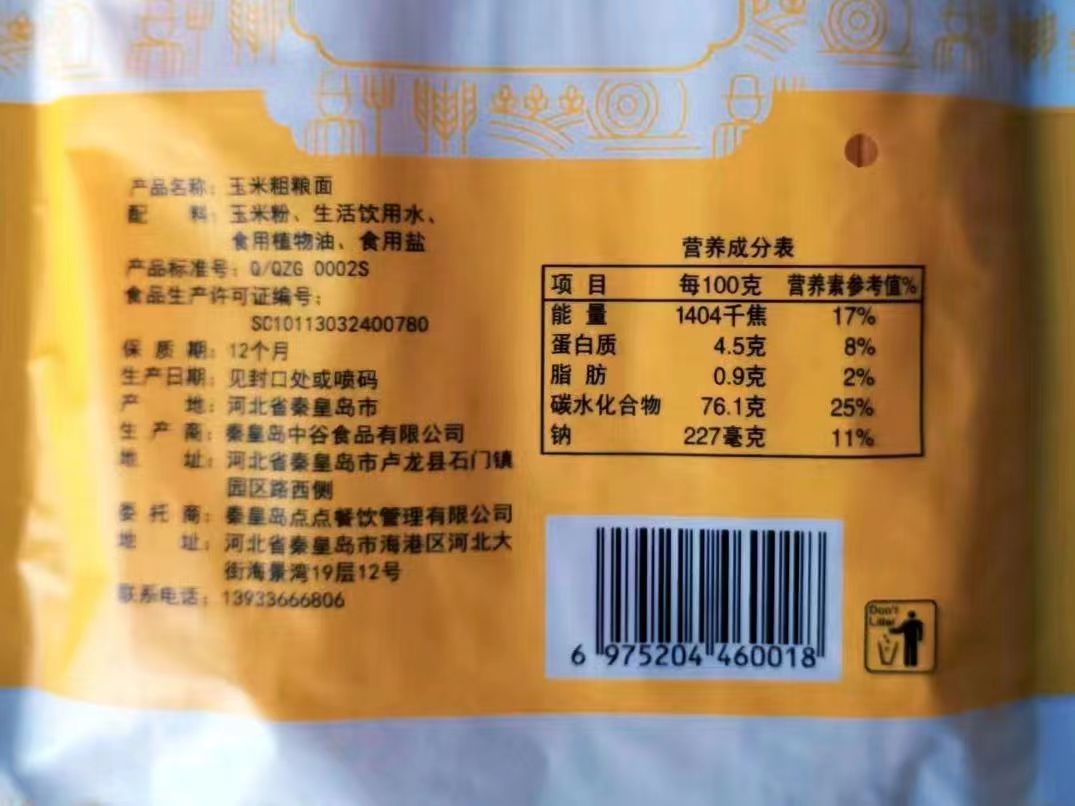 产品名称：玉米粗粮面
配 料：玉米粉、生活饮用水、
食用植物油、食用盐
产品标准号：Q/QZG 0002S
食品生产许可证编号：
SC10113032400780
保 质 期：12个月
生产日期：见封口处或喷码
产 地：河北省秦皇岛市
生 产 商：秦皇岛中谷食品有限公司
地 址：河北省秦皇岛市卢龙县石门镇
园区路西侧
委 托 商：秦皇岛点点餐饮管理有限公司
地 址：河北省秦皇岛市海港区河北大
街海景湾19层12号
联系电话：13933666806
营养成分表
项 目 每100克 营养素参考值%
能 量 1404千焦 17%
蛋白质 4.5克 8%
脂 肪 0.9克 2%
碳水化合物 76.1克 25%
钠 227毫克 11%
6 975204 460018
Don't
Litter